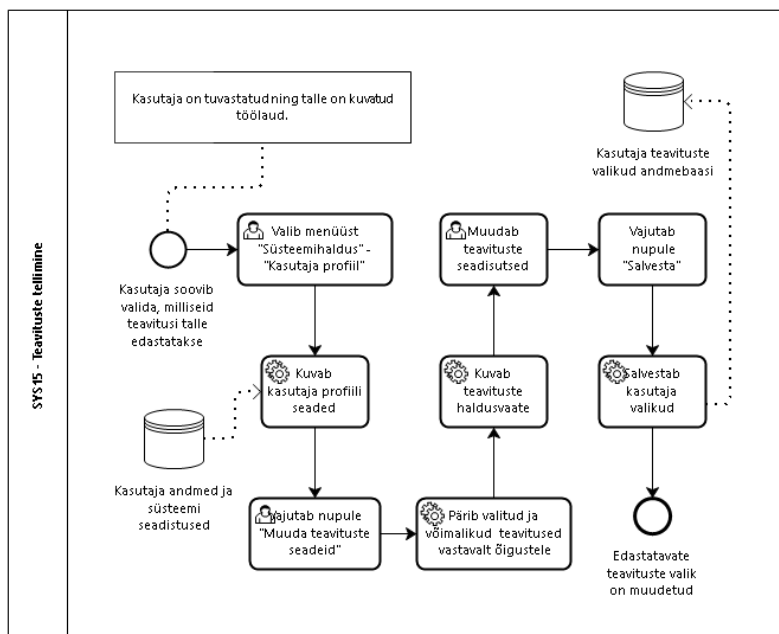 SYS15 - Teavituste tellimine
Kasutaja on tuvastatud ning talle on kuvatud
töölaud.
Kasutaja soovib
valida, milliseid
teavitusi talle
edastatakse
Valib menüüst
"Süsteemihaldus" -
"Kasutaja profiil"
Kuvab
kasutaja profiili
seaded
Kasutaja andmed ja
süsteemi
seadistused
Vajutab nupule
"Muuda teavituste
seadeid"
Pärib valitud ja
võimalikud teavitused
vastavalt õigustele
Kuvab
teavituste
haldusvaate
Muudab
teavituste
seadisutsed
Vajutab
nupule
"Salvesta"
Salvestab
kasutaja
valikud
Kasutaja teavituste
valikud andmebaasi
Edastatavate
teavituste valik
on muudetud